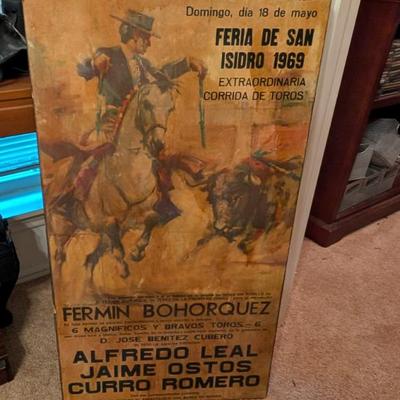 Domingo, día 18 de mayo
FERIA DE SAN
ISIDRO 1969
EXTRAORDINARIA
CORRIDA DE TOROS
FERMIN BOHORQUEZ
6 MAGNIFICOS Y BRAVOS TOROS - 6
D. JOSE BENITEZ CUBERO
ALFREDO LEAL
JAIME OSTOS
CURRO ROMERO